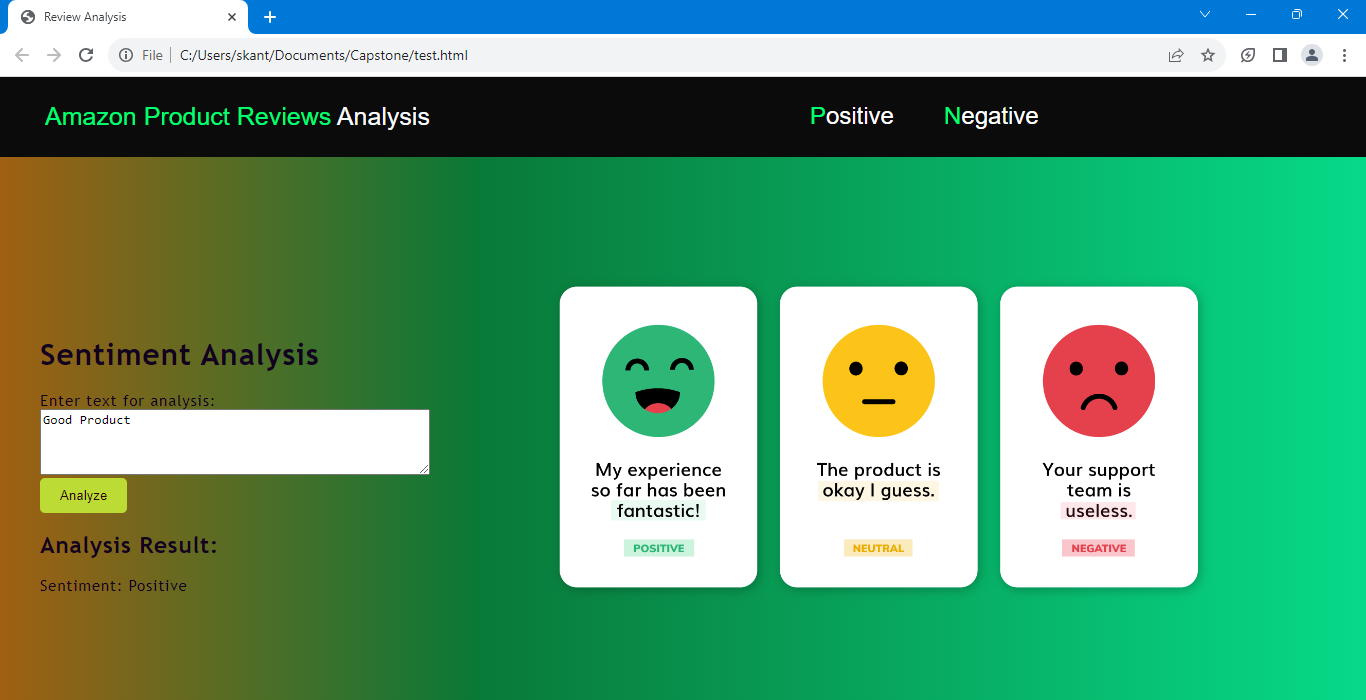 Review Analysis
File
C:/Users/skant/Documents/Capstone/test.html
Amazon Product Reviews Analysis
Positive
Negative
Sentiment Analysis
Enter text for analysis:
Good Product
Analyze
Analysis Result:
Sentiment: Positive
My experience
so far has been
fantastic!
POSITIVE
The product is
okay I guess.
NEUTRAL
Your support
team is
useless.
NEGATIVE